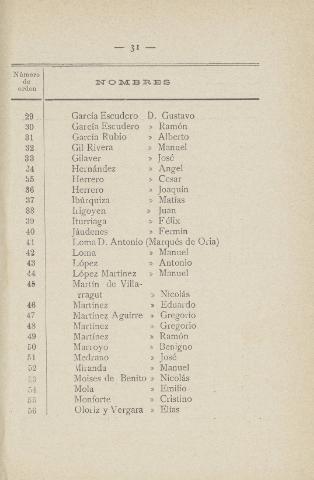 — 31 —
Número
de
orden
NOMBRES
29 García Escudero D. Gustavo
30 García Escudero » Ramón
31 García Rubio » Alberto
32 Gil Rivera » Manuel
33 Gilaver » José
34 Hernández » Angel
35 Herrero » Cesar
36 Herrero » Joaquin
37 Ibúrquiza » Matías
38 Irigoyen » Juan
39 Iturriaga » Félix
40 Jáudenes » Fermín
41 Loma D. Antonio (Marqués de Oria)
42 Loma » Manuel
43 López » Antonio
44 López Martínez » Manuel
45 Martín de Villa-
rragut » Nicolás
46 Martínez » Eduardo
47 Martínez Aguirre » Gregorio
48 Martínez » Gregorio
49 Martínez » Ramón
50 Marroyo » Benigno
51 Medrano » José
52 Miranda » Manuel
53 Moises de Benito » Nicolás
54 Mola » Emilio
55 Monforte » Cristino
56 Oloriz y Vergara » Elías